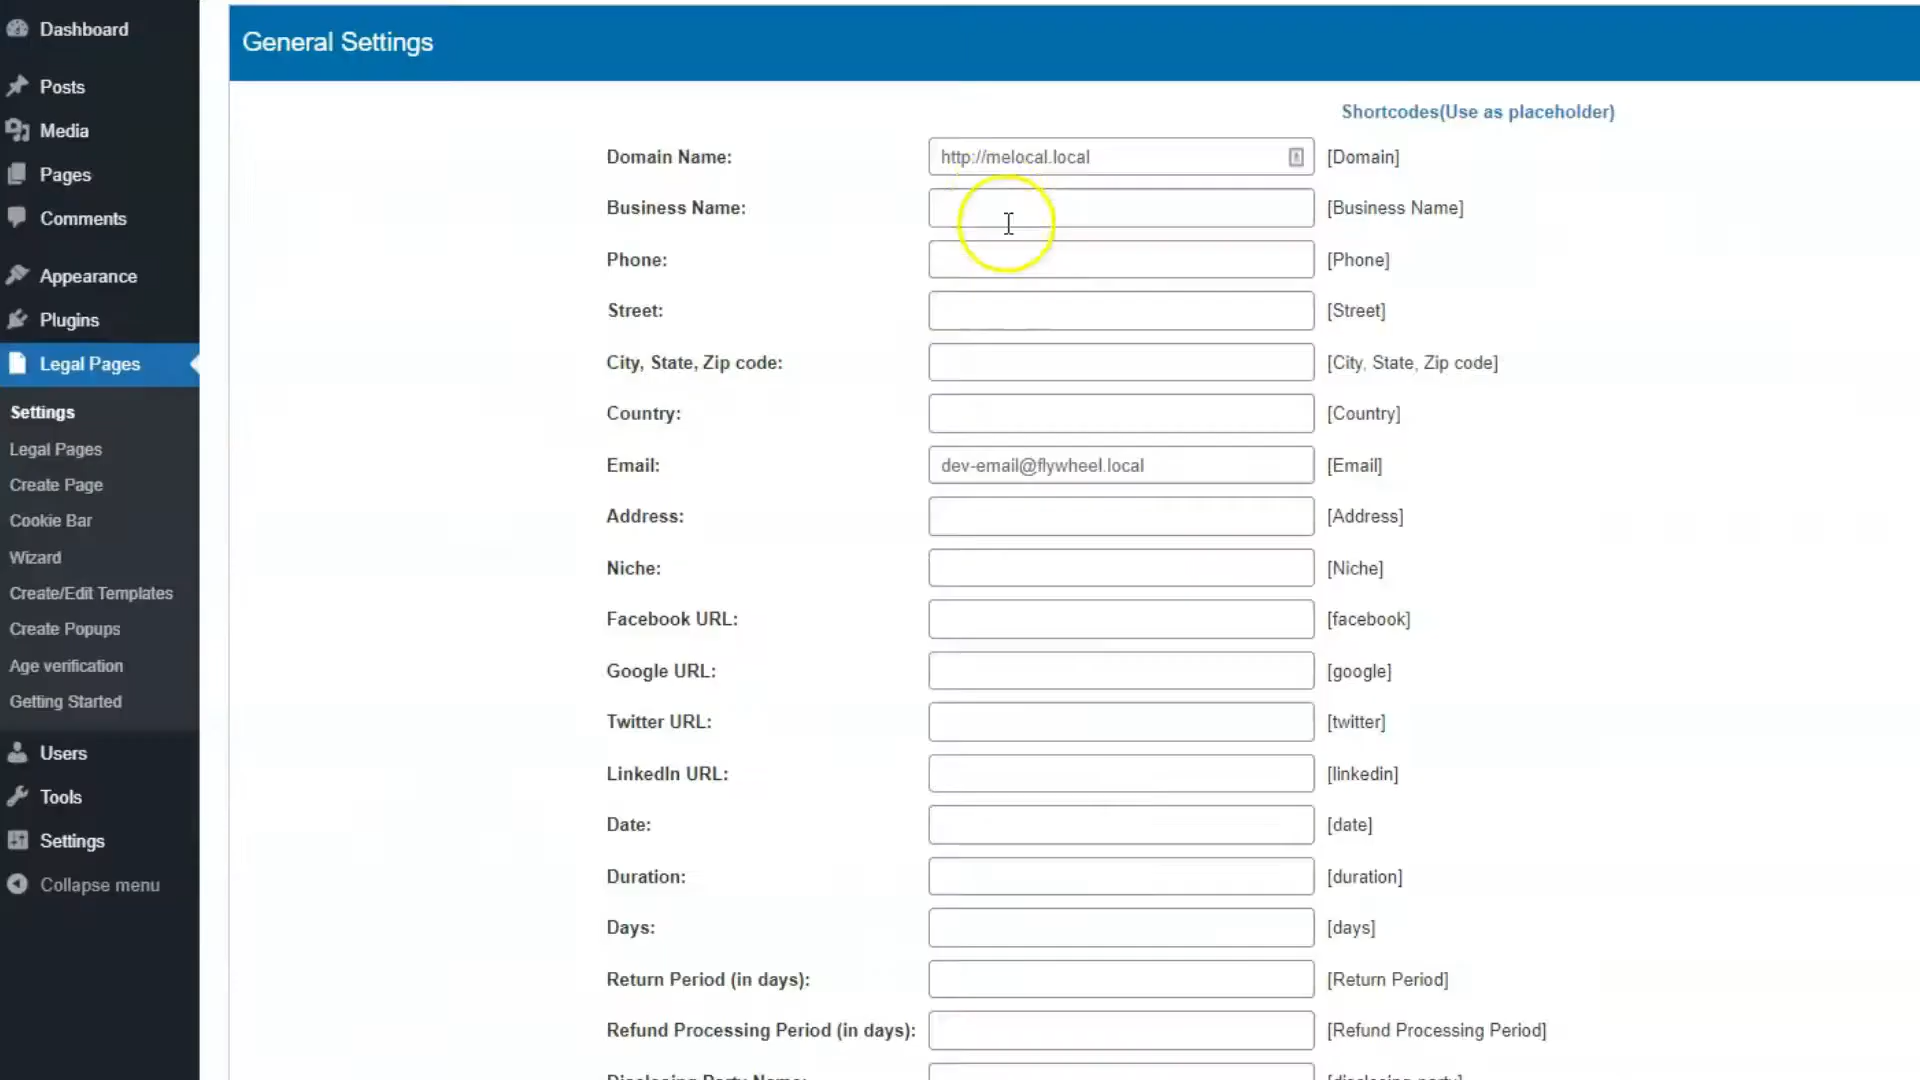 Dashboard
Posts
Media
Pages
Comments
Appearance
Plugins
Legal Pages
Settings
Legal Pages
Create Page
Cookie Bar
Wizard
Create/Edit Templates
Create Popups
Age verification
Getting Started
Users
Tools
Settings
Collapse menu
General Settings
Shortcodes(Use as placeholder)
Domain Name: http://melocal.local [Domain]
Business Name: [Business Name]
Phone: [Phone]
Street: [Street]
City, State, Zip code: [City, State, Zip code]
Country: [Country]
Email: dev-email@flywheel.local [Email]
Address: [Address]
Niche: [Niche]
Facebook URL: [facebook]
Google URL: [google]
Twitter URL: [twitter]
LinkedIn URL: [linkedin]
Date: [date]
Duration: [duration]
Days: [days]
Return Period (in days): [Return Period]
Refund Processing Period (in days): [Refund Processing Period]